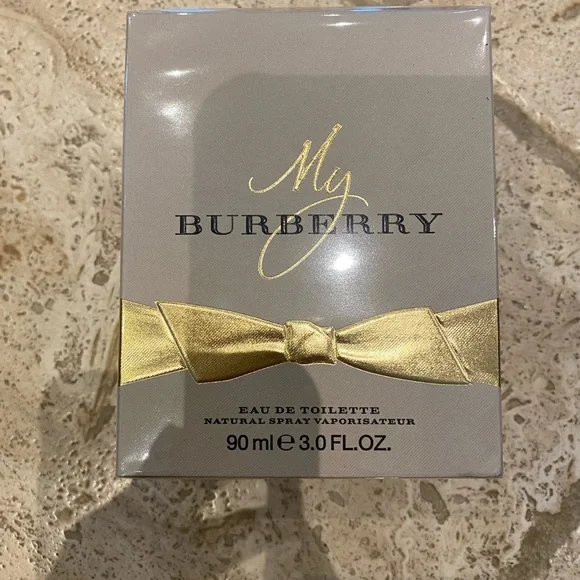 My
BURBERRY
EAU DE TOILETTE
NATURAL SPRAY VAPORISATEUR
90 ml ℮ 3.0 FL.OZ.